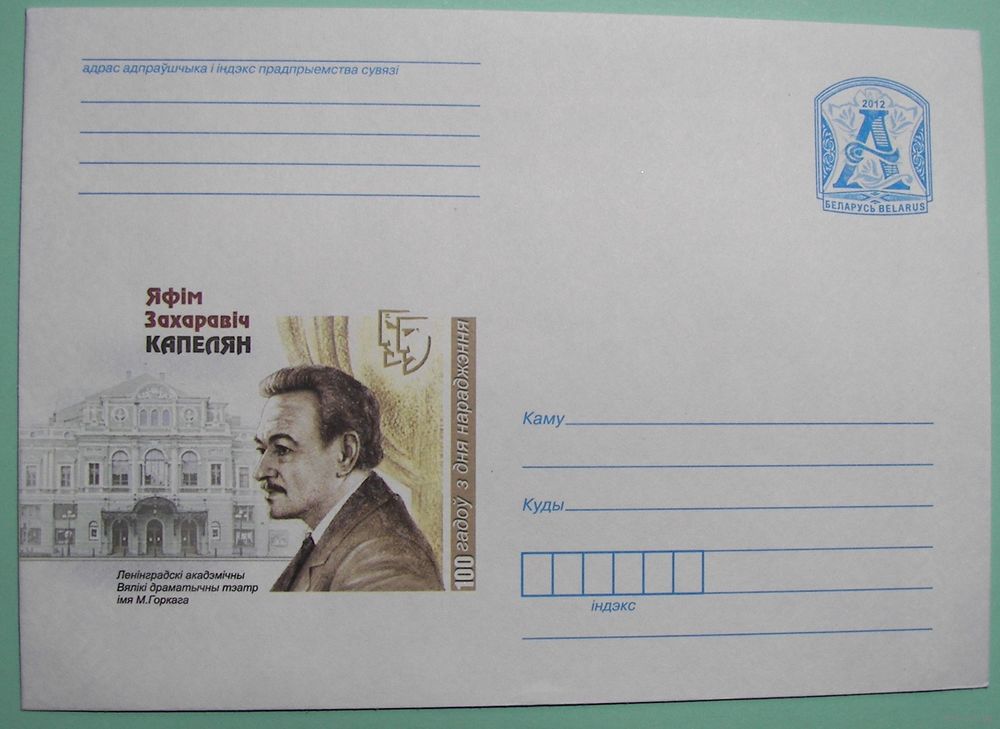 адрас адпраўшчыка і індэкс прадпрыемства сувязі
2012
А
БЕЛАРУСЬ BELARUS
Яфім
Захаравіч
КАПЕЛЯН
100 гадоў з дня нараджэння
Ленінградскі акадэмічны
Вялікі драматычны тэатр
імя М.Горкага
Каму
Куды
індэкс